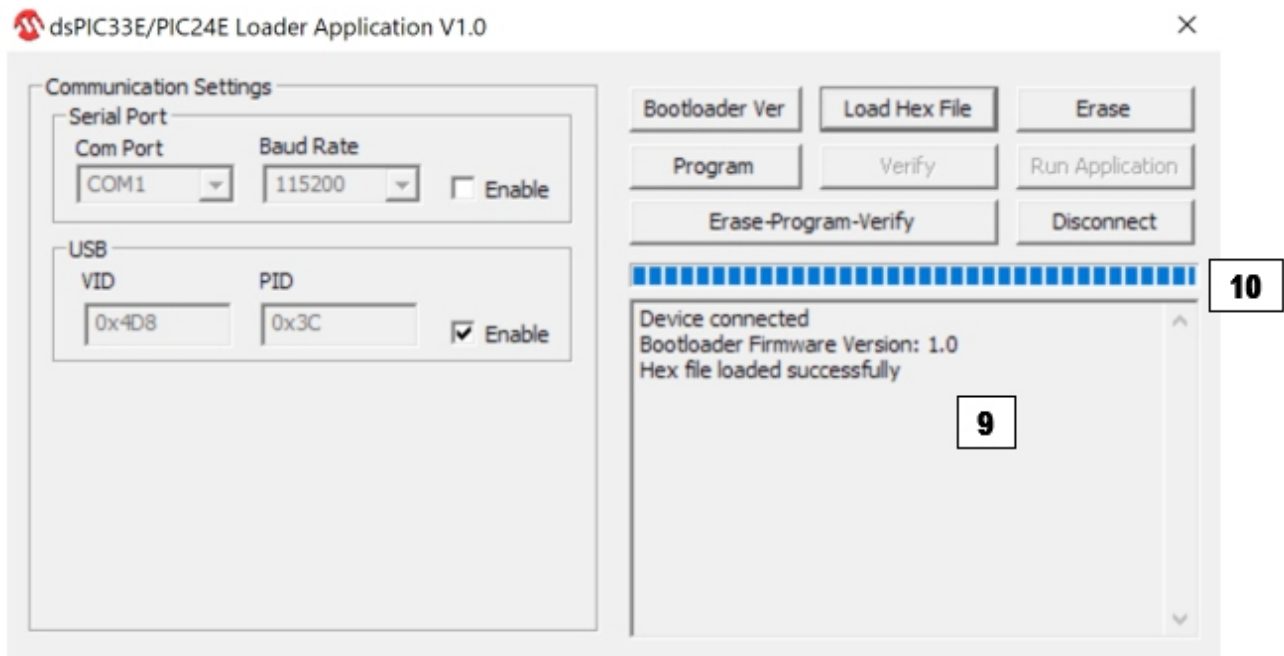 dsPIC33E/PIC24E Loader Application V1.0
Communication Settings
Serial Port
Com Port Baud Rate
COM1 115200 Enable
USB
VID PID
0x4D8 0x3C Enable
Bootloader Ver Load Hex File Erase
Program Verify Run Application
Erase-Program-Verify Disconnect
10
Device connected
Bootloader Firmware Version: 1.0
Hex file loaded successfully
9